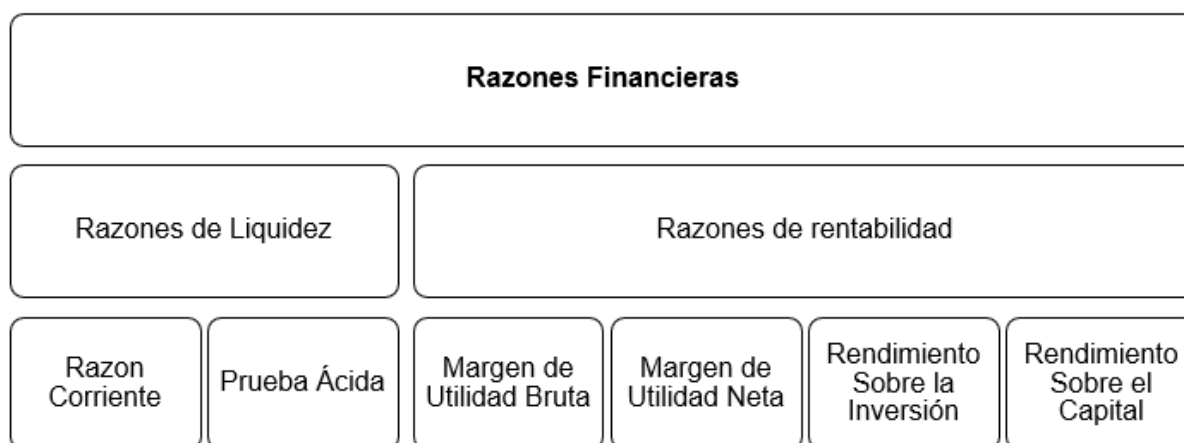 Razones Financieras
Razones de Liquidez
Razones de rentabilidad
Razon
Corriente
Prueba Ácida
Margen de
Utilidad Bruta
Margen de
Utilidad Neta
Rendimiento
Sobre la
Inversión
Rendimiento
Sobre el
Capital